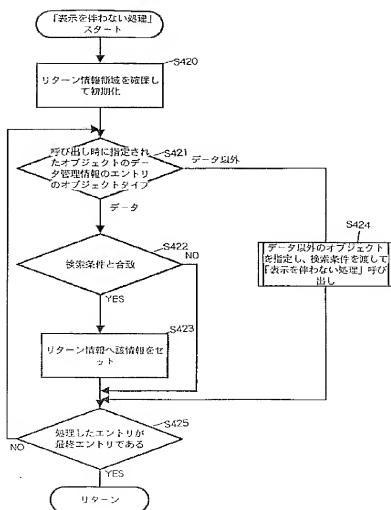 「表示を伴わない処理」
スタート
S420
リターン情報領域を確保し
て初期化
S421
呼び出し時に指定され
たオブジェクトのデー
タ管理情報のエントリ
のオブジェクトタイプ
データ以外
データ
S422
検索条件と合致
NO
YES
S424
データ以外のオブジェクト
を指定し、検索条件を渡して
「表示を伴わない処理」呼び
出し
S423
リターン情報へ該情報をセ
ット
S425
処理したエントリが
最終エントリである
NO
YES
リターン